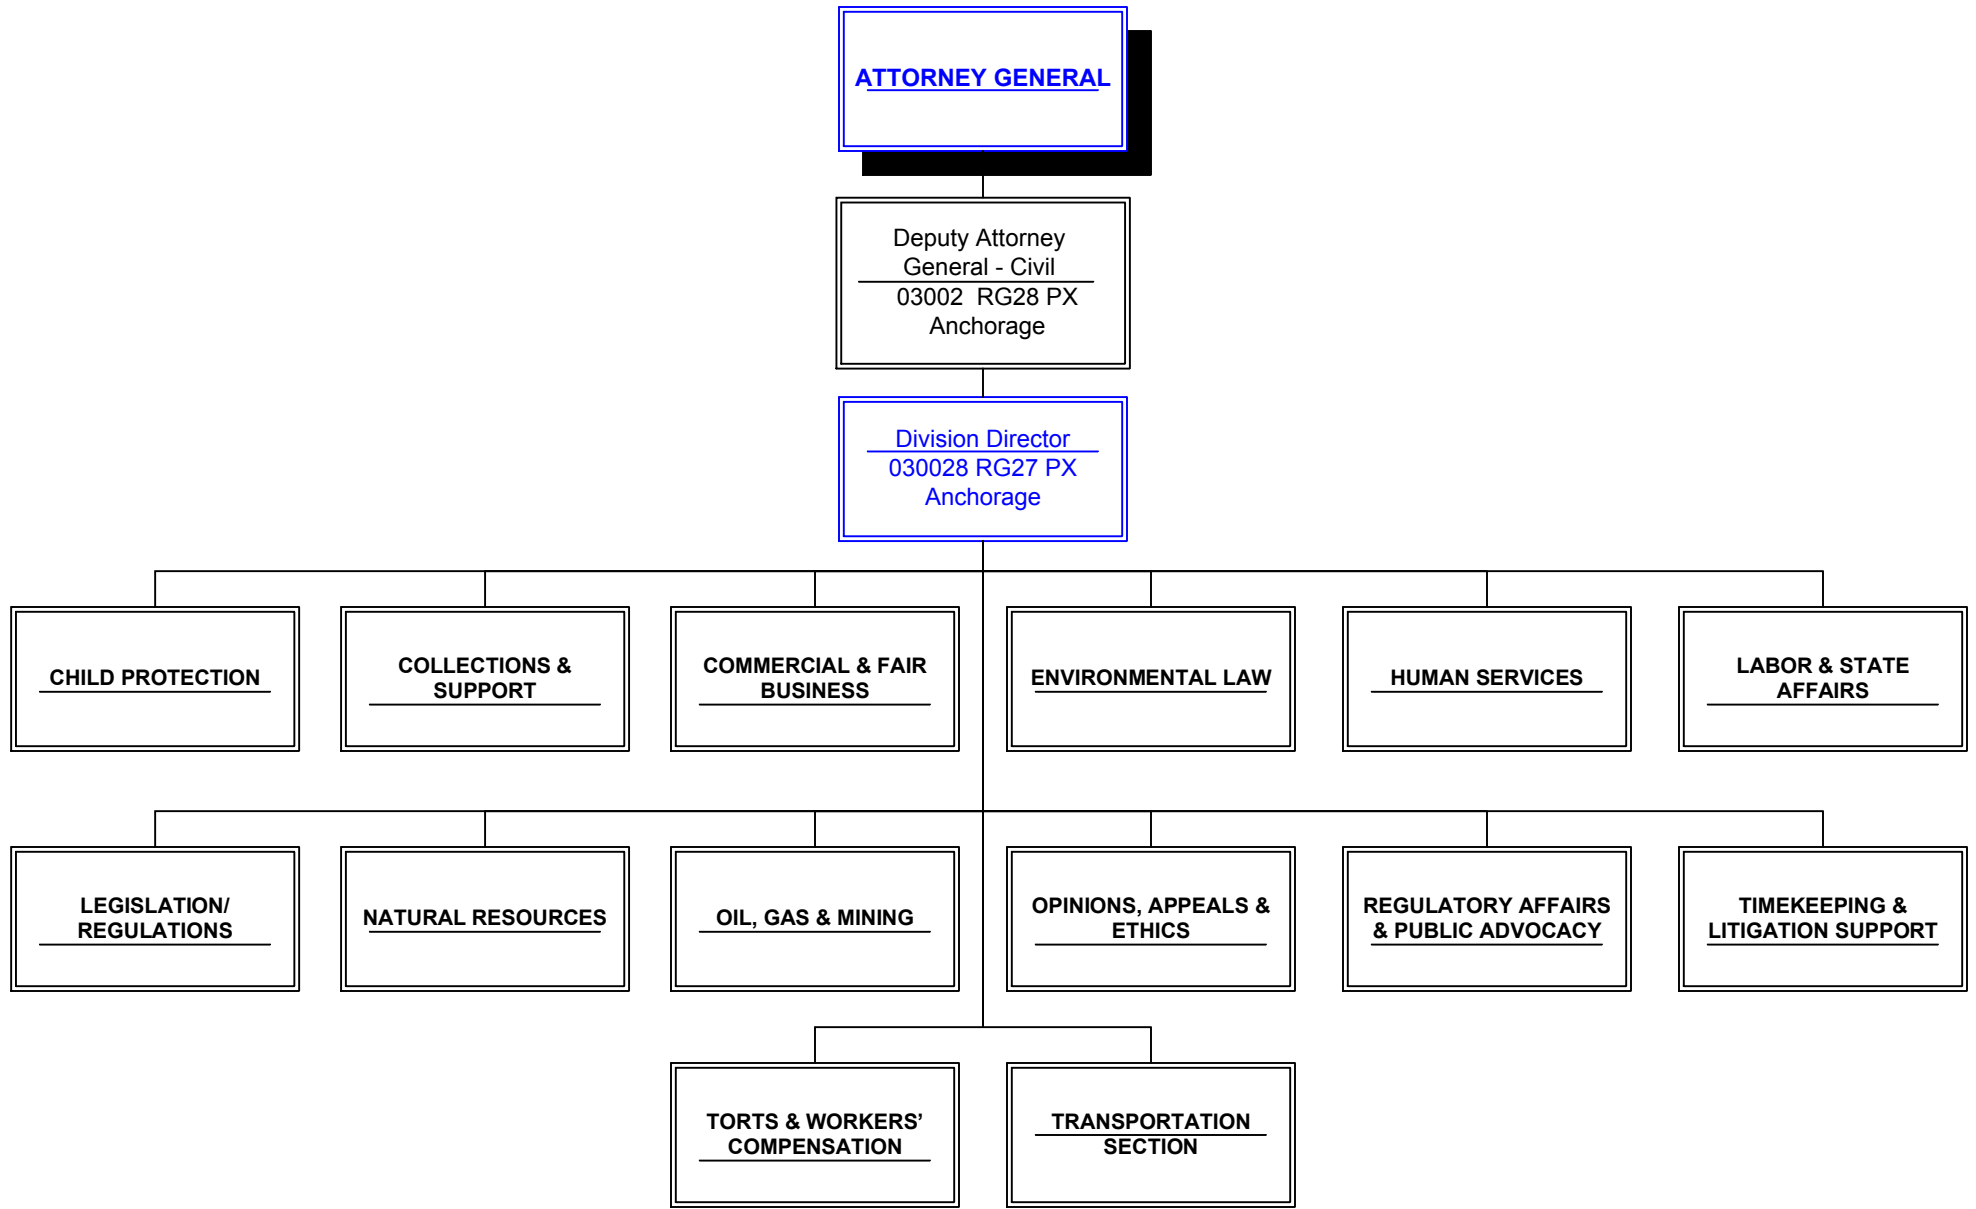 ATTORNEY GENERAL
Deputy Attorney
General - Civil
03002  RG28 PX
Anchorage
Division Director
030028 RG27 PX
Anchorage
CHILD PROTECTION
COLLECTIONS &
SUPPORT
COMMERCIAL & FAIR
BUSINESS
ENVIRONMENTAL LAW
HUMAN SERVICES
LABOR & STATE
AFFAIRS
LEGISLATION/
REGULATIONS
NATURAL RESOURCES
OIL, GAS & MINING
OPINIONS, APPEALS &
ETHICS
REGULATORY AFFAIRS
& PUBLIC ADVOCACY
TIMEKEEPING &
LITIGATION SUPPORT
TORTS & WORKERS’
COMPENSATION
TRANSPORTATION
SECTION